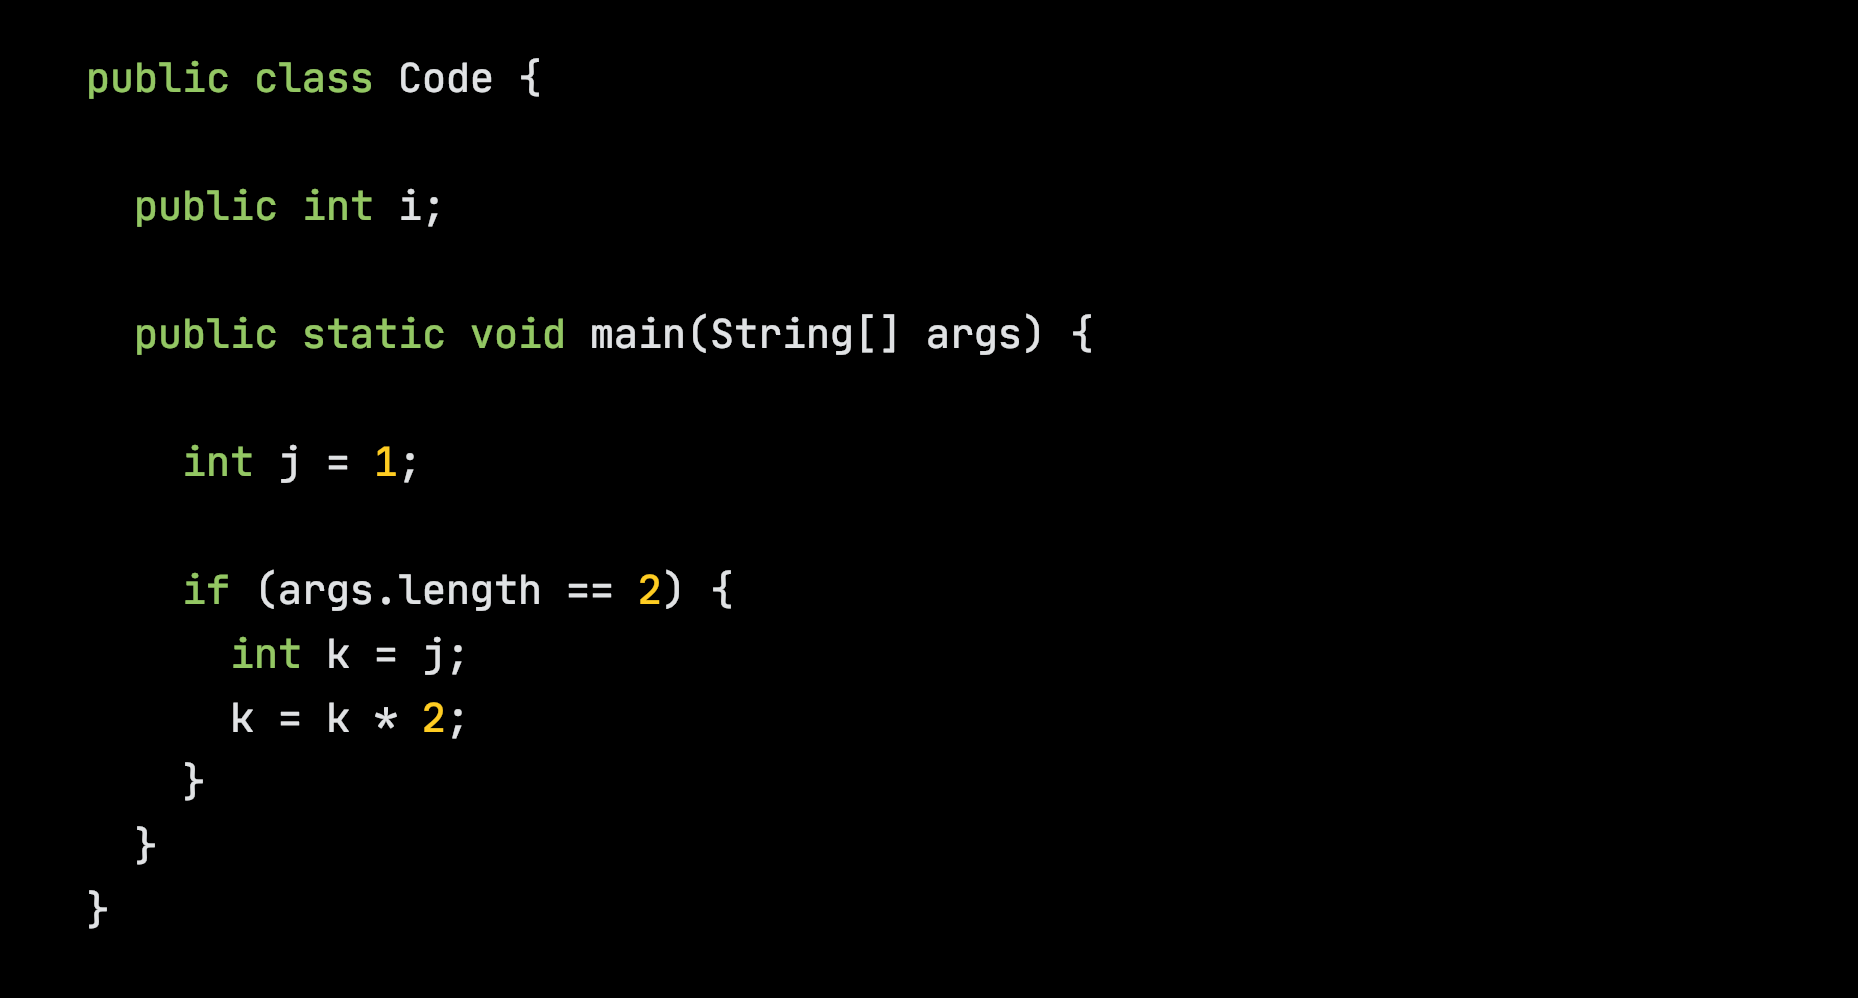 public class Code {
public int i;
public static void main(String[] args) {
int j = 1;
if (args.length == 2) {
int k = j;
k = k * 2;
}
}
}